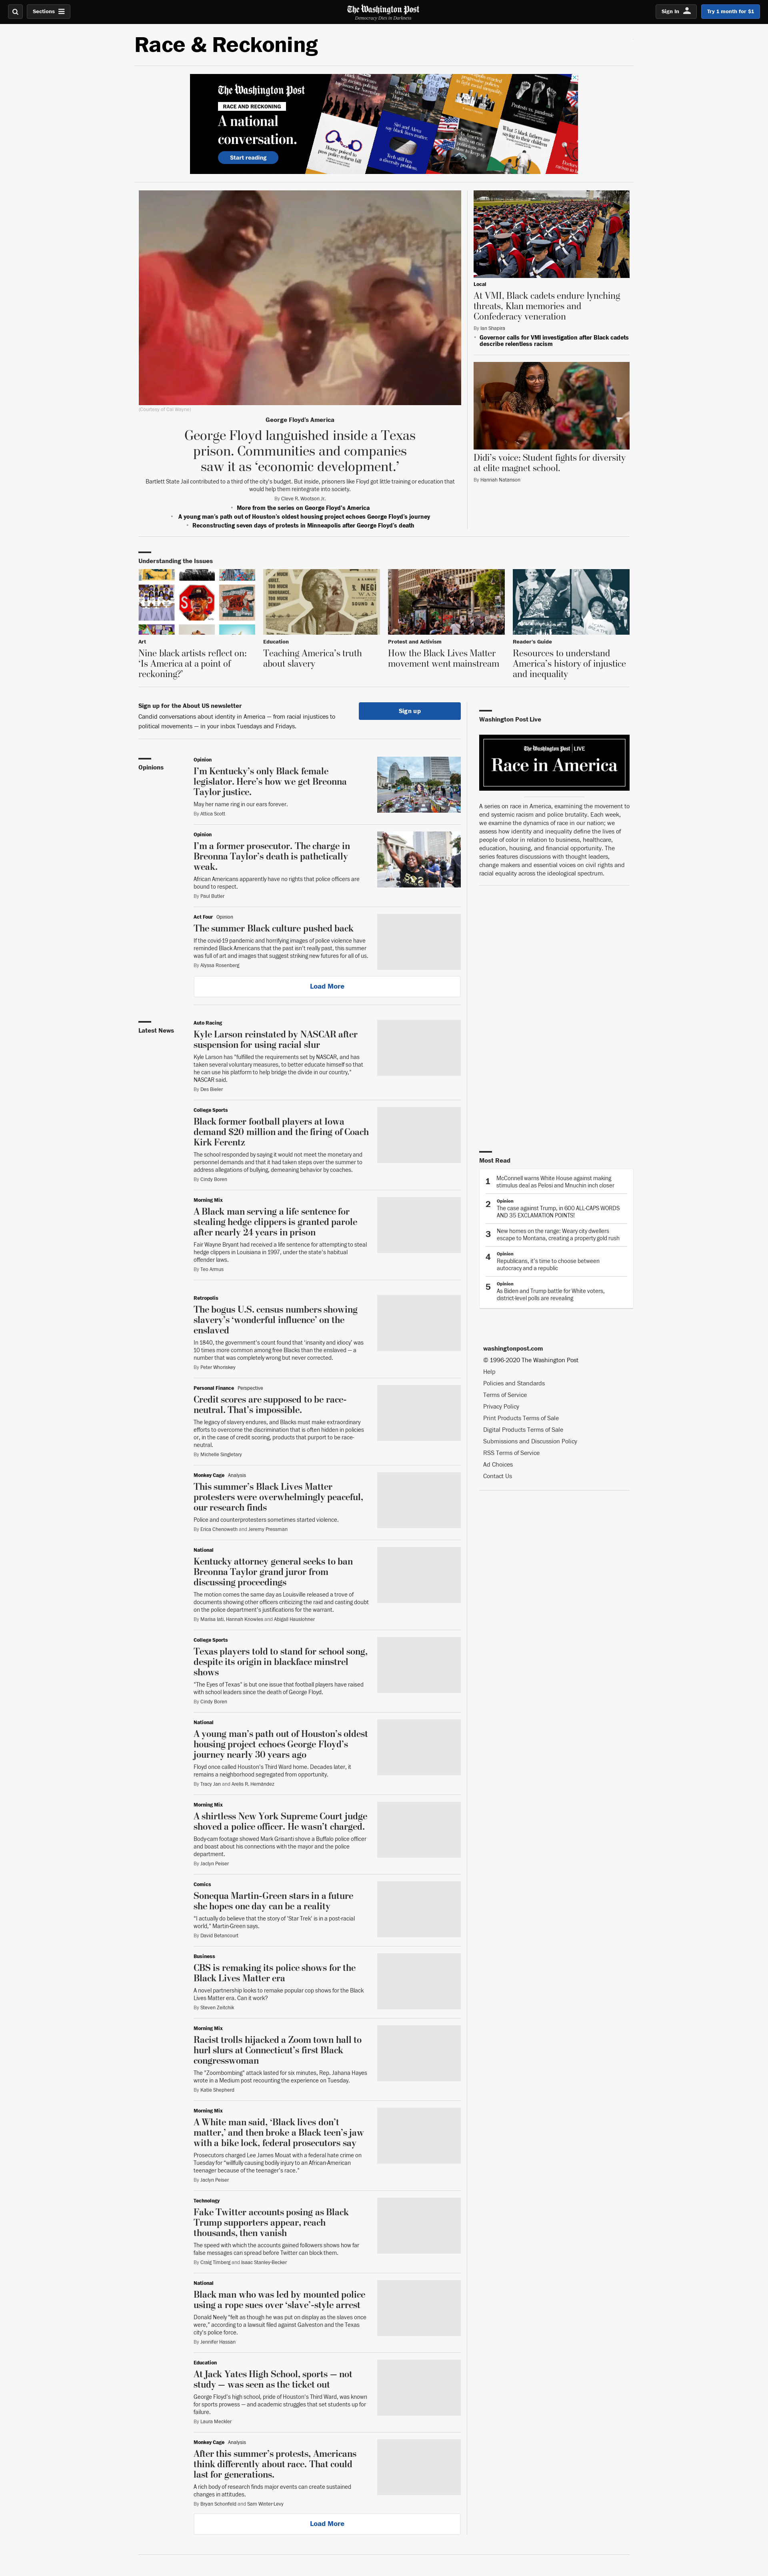 Sections
The Washington Post
Democracy Dies in Darkness
Sign In
Try 1 month for $1
Race & Reckoning
The Washington Post
RACE AND RECKONING
A national
conversation.
Start reading
Siri and Alexa
say black lives matter.
Tech still has
a diversity problem.
Protests vs. pandemic
What 5 black fathers
are saying to their children
(Courtesy of Cal Wayne)
George Floyd's America
George Floyd languished inside a Texas
prison. Communities and companies
saw it as ‘economic development.’
Bartlett State Jail contributed to a third of the city's budget. But inside, prisoners like Floyd got little training or education that
would help them reintegrate into society.
By Cleve R. Wootson Jr.
More from the series on George Floyd's America
A young man's path out of Houston's oldest housing project echoes George Floyd's journey
Reconstructing seven days of protests in Minneapolis after George Floyd's death
Local
At VMI, Black cadets endure lynching
threats, Klan memories and
Confederacy veneration
By Ian Shapira
Governor calls for VMI investigation after Black cadets
describe relentless racism
Didi’s voice: Student fights for diversity
at elite magnet school.
By Hannah Natanson
Understanding the Issues
Art
Nine black artists reflect on:
‘Is America at a point of
reckoning?’
Education
Teaching America’s truth
about slavery
Protest and Activism
How the Black Lives Matter
movement went mainstream
Reader's Guide
Resources to understand
America’s history of injustice
and inequality
Sign up for the About US newsletter
Candid conversations about identity in America — from racial injustices to
political movements — in your inbox Tuesdays and Fridays.
Sign up
Opinions
Opinion
I’m Kentucky’s only Black female
legislator. Here’s how we get Breonna
Taylor justice.
May her name ring in our ears forever.
By Attica Scott
Opinion
I’m a former prosecutor. The charge in
Breonna Taylor’s death is pathetically
weak.
African Americans apparently have no rights that police officers are
bound to respect.
By Paul Butler
Act Four Opinion
The summer Black culture pushed back
If the covid-19 pandemic and horrifying images of police violence have
reminded Black Americans that the past isn't really past, this summer
was full of art and images that suggest striking new futures for all of us.
By Alyssa Rosenberg
Load More
Latest News
Auto Racing
Kyle Larson reinstated by NASCAR after
suspension for using racial slur
Kyle Larson has "fulfilled the requirements set by NASCAR, and has
taken several voluntary measures, to better educate himself so that
he can use his platform to help bridge the divide in our country,"
NASCAR said.
By Des Bieler
College Sports
Black former football players at Iowa
demand $20 million and the firing of Coach
Kirk Ferentz
The school responded by saying it would not meet the monetary and
personnel demands and that it had taken steps over the summer to
address allegations of bullying, demeaning behavior by coaches.
By Cindy Boren
Morning Mix
A Black man serving a life sentence for
stealing hedge clippers is granted parole
after nearly 24 years in prison
Fair Wayne Bryant had received a life sentence for attempting to steal
hedge clippers in Louisiana in 1997, under the state's habitual
offender laws.
By Teo Armus
Retropolis
The bogus U.S. census numbers showing
slavery’s ‘wonderful influence’ on the
enslaved
In 1840, the government's count found that 'insanity and idiocy' was
10 times more common among free Blacks than the enslaved — a
number that was completely wrong but never corrected.
By Peter Whoriskey
Personal Finance Perspective
Credit scores are supposed to be race-
neutral. That’s impossible.
The legacy of slavery endures, and Blacks must make extraordinary
efforts to overcome the discrimination that is often hidden in policies
or, in the case of credit scoring, products that purport to be race-
neutral.
By Michelle Singletary
Monkey Cage Analysis
This summer’s Black Lives Matter
protesters were overwhelmingly peaceful,
our research finds
Police and counterprotesters sometimes started violence.
By Erica Chenoweth and Jeremy Pressman
National
Kentucky attorney general seeks to ban
Breonna Taylor grand juror from
discussing proceedings
The motion comes the same day as Louisville released a trove of
documents showing other officers criticizing the raid and casting doubt
on the police department's justifications for the warrant.
By Marisa Iati, Hannah Knowles and Abigail Hauslohner
College Sports
Texas players told to stand for school song,
despite its origin in blackface minstrel
shows
"The Eyes of Texas" is but one issue that football players have raised
with school leaders since the death of George Floyd.
By Cindy Boren
National
A young man’s path out of Houston’s oldest
housing project echoes George Floyd’s
journey nearly 30 years ago
Floyd once called Houston's Third Ward home. Decades later, it
remains a neighborhood segregated from opportunity.
By Tracy Jan and Arelis R. Hernández
Morning Mix
A shirtless New York Supreme Court judge
shoved a police officer. He wasn’t charged.
Body-cam footage showed Mark Grisanti shove a Buffalo police officer
and boast about his connections with the mayor and the police
department.
By Jaclyn Peiser
Comics
Sonequa Martin-Green stars in a future
she hopes one day can be a reality
“I actually do believe that the story of ‘Star Trek’ is in a post-racial
world,” Martin-Green says.
By David Betancourt
Business
CBS is remaking its police shows for the
Black Lives Matter era
A novel partnership looks to remake popular cop shows for the Black
Lives Matter era. Can it work?
By Steven Zeitchik
Morning Mix
Racist trolls hijacked a Zoom town hall to
hurl slurs at Connecticut’s first Black
congresswoman
The "Zoombombing" attack lasted for six minutes, Rep. Jahana Hayes
wrote in a Medium post recounting the experience on Tuesday.
By Katie Shepherd
Morning Mix
A White man said, ‘Black lives don’t
matter,’ and then broke a Black teen’s jaw
with a bike lock, federal prosecutors say
Prosecutors charged Lee James Mouat with a federal hate crime on
Tuesday for "willfully causing bodily injury to an African-American
teenager because of the teenager's race."
By Jaclyn Peiser
Technology
Fake Twitter accounts posing as Black
Trump supporters appear, reach
thousands, then vanish
The speed with which the accounts gained followers shows how far
false messages can spread before Twitter can block them.
By Craig Timberg and Isaac Stanley-Becker
National
Black man who was led by mounted police
using a rope sues over ‘slave’-style arrest
Donald Neely "felt as though he was put on display as the slaves once
were," according to a lawsuit filed against Galveston and the Texas
city's police force.
By Jennifer Hassan
Education
At Jack Yates High School, sports — not
study — was seen as the ticket out
George Floyd's high school, pride of Houston's Third Ward, was known
for sports prowess — and academic struggles that set students up for
failure.
By Laura Meckler
Monkey Cage Analysis
After this summer’s protests, Americans
think differently about race. That could
last for generations.
A rich body of research finds major events can create sustained
changes in attitudes.
By Bryan Schonfeld and Sam Winter-Levy
Load More
Washington Post Live
The Washington Post LIVE
Race in America
A series on race in America, examining the movement to
end systemic racism and police brutality. Each week,
we examine the dynamics of race in our nation; we
assess how identity and inequality define the lives of
people of color in relation to business, healthcare,
education, housing, and financial opportunity. The
series features discussions with thought leaders,
change makers and essential voices on civil rights and
racial equality across the ideological spectrum.
Most Read
1 McConnell warns White House against making
stimulus deal as Pelosi and Mnuchin inch closer
2 Opinion
The case against Trump, in 600 ALL-CAPS WORDS
AND 35 EXCLAMATION POINTS!
3 New homes on the range: Weary city dwellers
escape to Montana, creating a property gold rush
4 Opinion
Republicans, it's time to choose between
autocracy and a republic
5 Opinion
As Biden and Trump battle for White voters,
district-level polls are revealing
washingtonpost.com
© 1996-2020 The Washington Post
Help
Policies and Standards
Terms of Service
Privacy Policy
Print Products Terms of Sale
Digital Products Terms of Sale
Submissions and Discussion Policy
RSS Terms of Service
Ad Choices
Contact Us